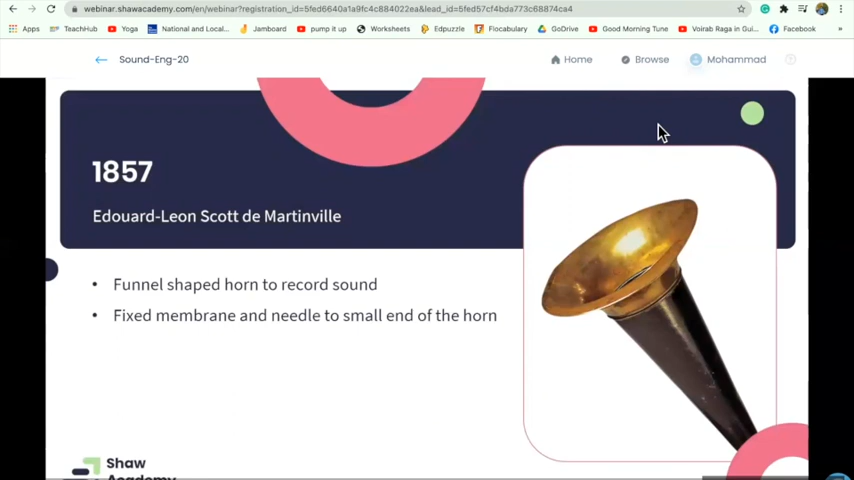 webinar.shawacademy.com/en/webinar?registration_id=5fed6640a1a9fc4c884022ea&lead_id=5fed57cf4bda773c68874ca4
Apps TeachHub Yoga National and Local... Jamboard pump it up Worksheets Edpuzzle Flocabulary GoDrive Good Morning Tune Voirab Raga in Gui... Facebook »
Sound-Eng-20 Home Browse Mohammad
1857
Edouard-Leon Scott de Martinville
• Funnel shaped horn to record sound
• Fixed membrane and needle to small end of the horn
Shaw
Academy